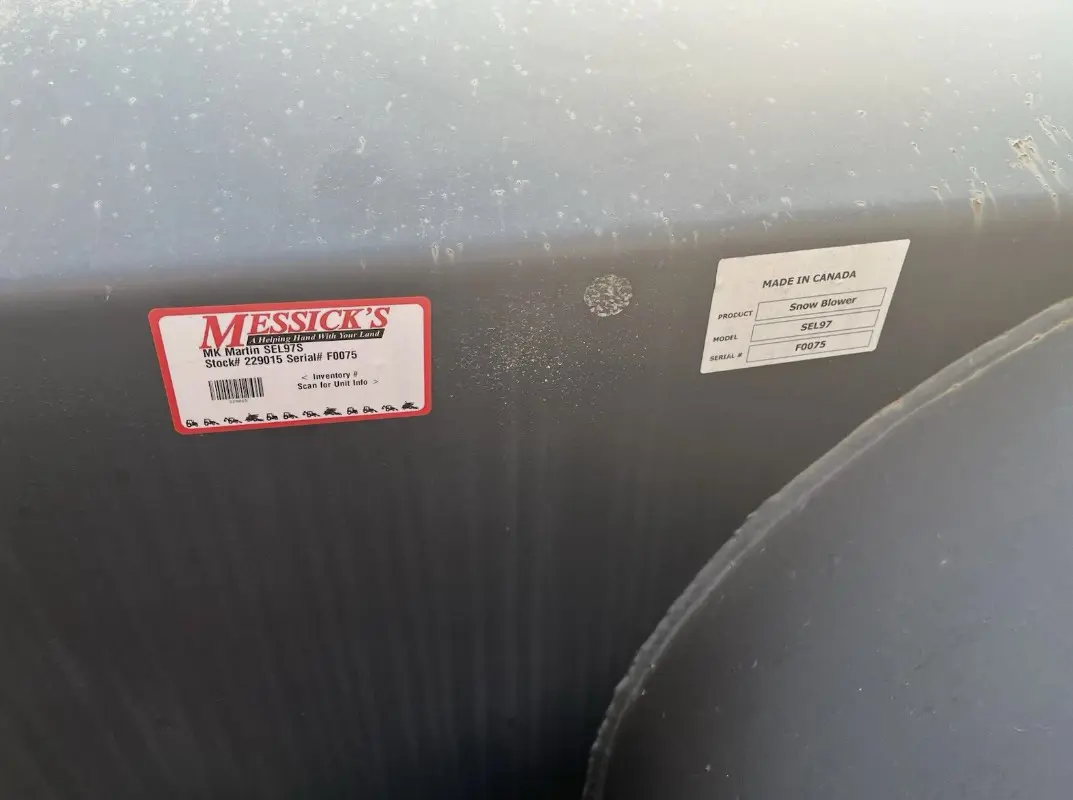 MESSICK'S
A Helping Hand With Your Land
MK Martin SEL97S
Stock# 229015 Serial# F0075
< Inventory #
Scan for Unit Info >
MADE IN CANADA
PRODUCT Snow Blower
MODEL SEL97
SERIAL # F0075